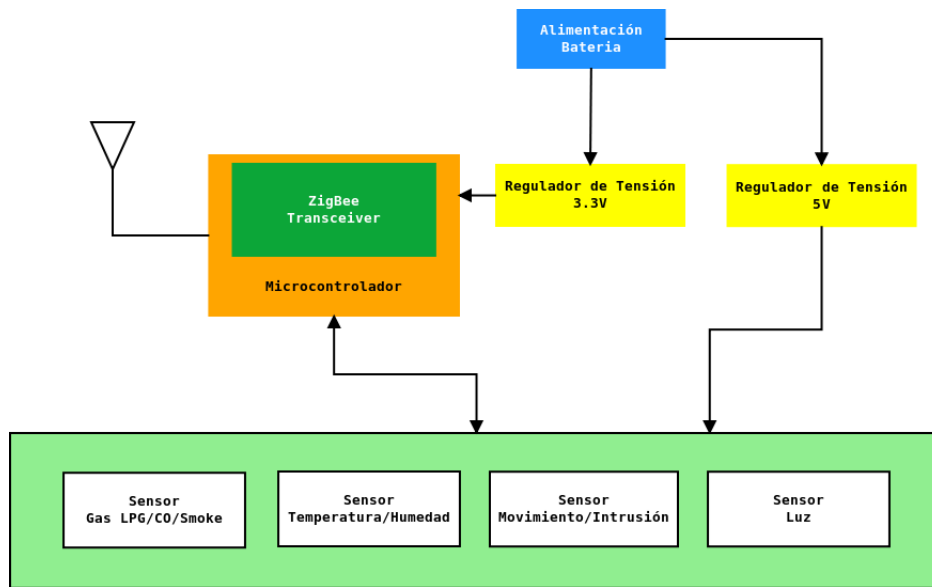 Alimentación
Bateria
ZigBee
Transceiver
Regulador de Tensión
3.3V
Regulador de Tensión
5V
Microcontrolador
Sensor
Gas LPG/CO/Smoke
Sensor
Temperatura/Humedad
Sensor
Movimiento/Intrusión
Sensor
Luz